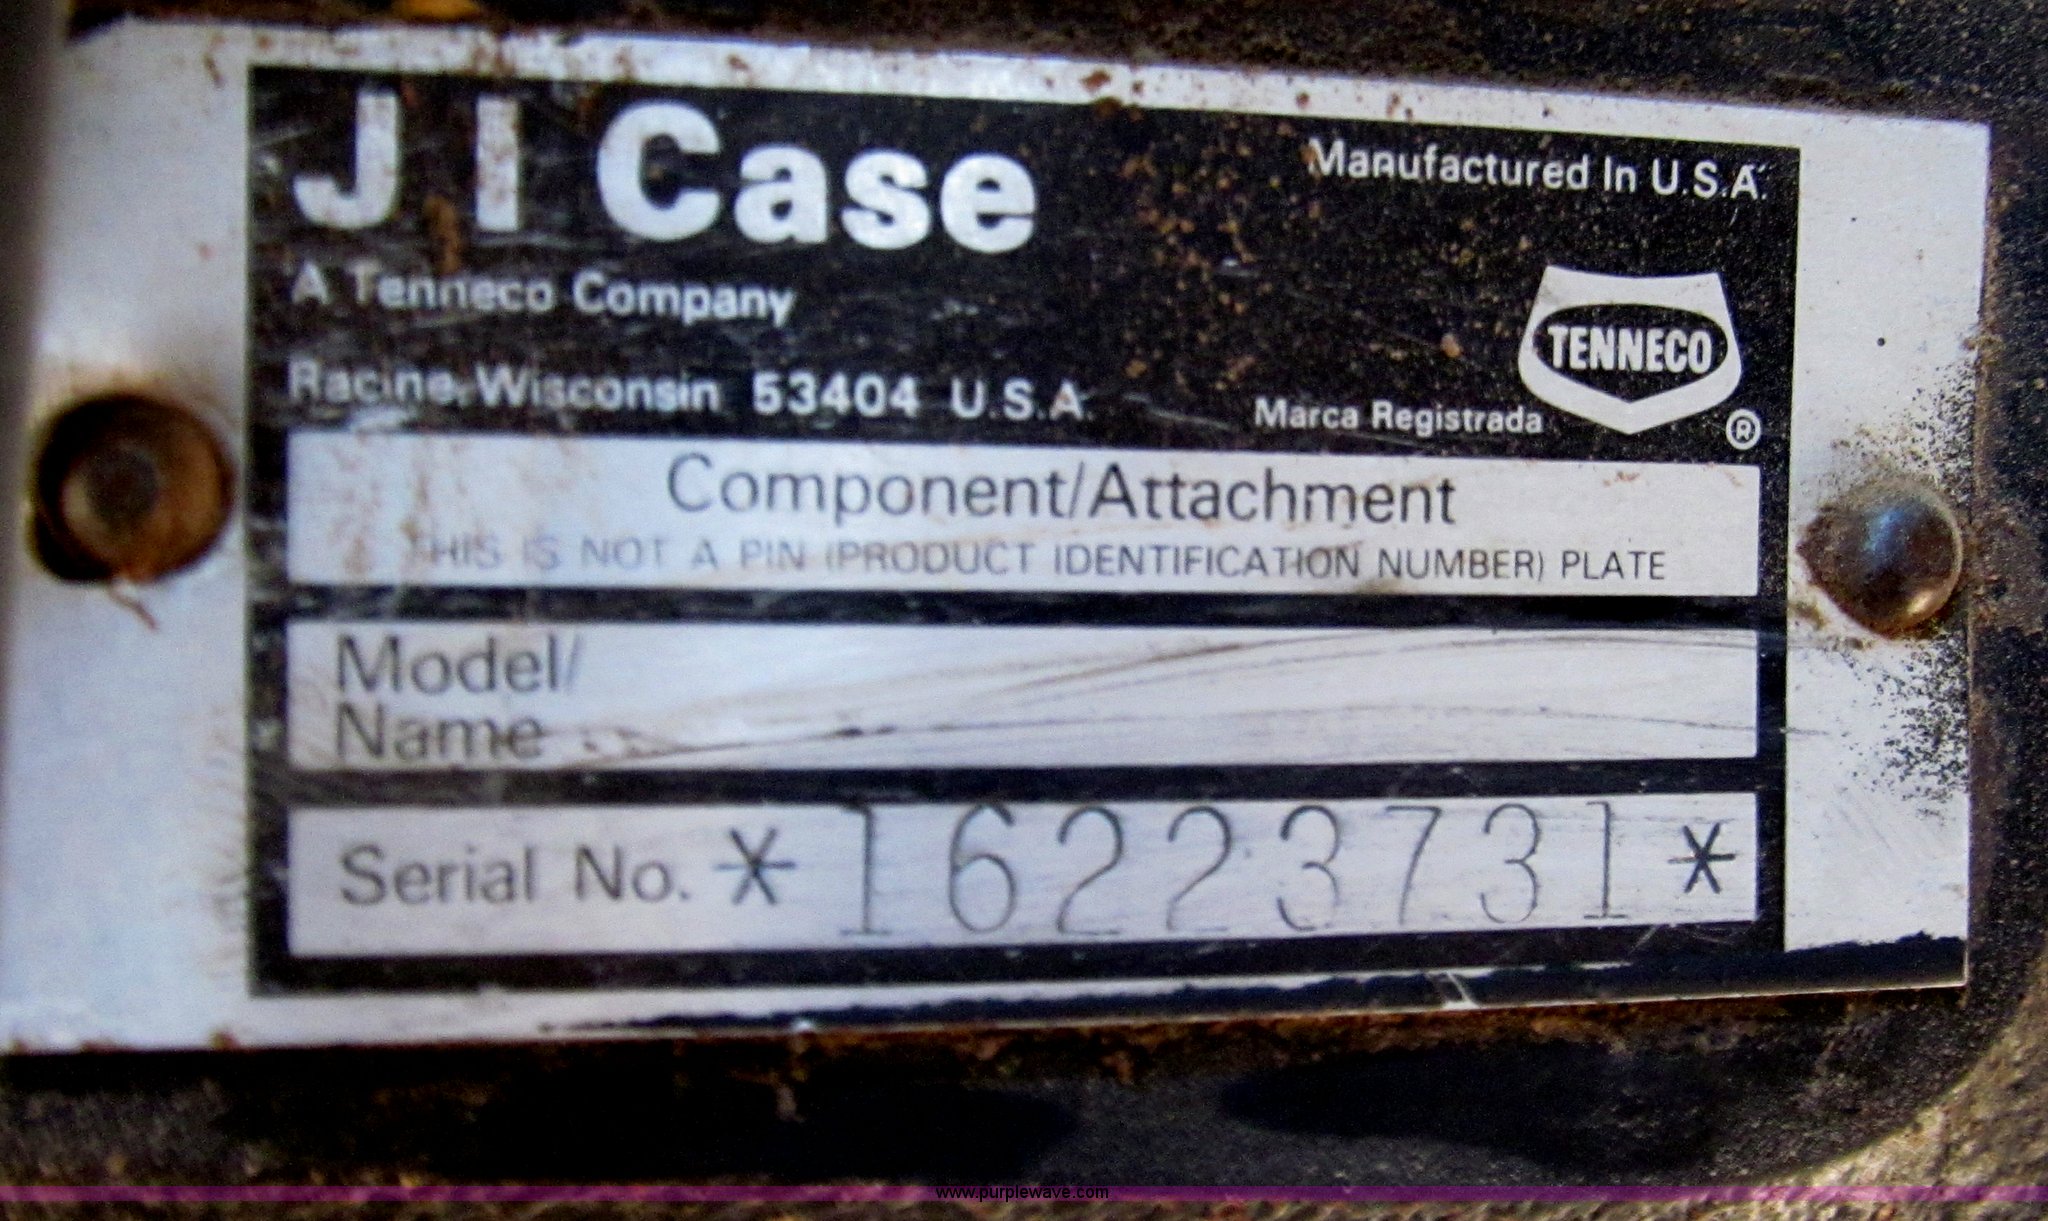 J I Case
Manufactured In U.S.A.
A Tenneco Company
TENNECO
Racine, Wisconsin 53404 U.S.A.
Marca Registrada
®
Component/Attachment
THIS IS NOT A PIN (PRODUCT IDENTIFICATION NUMBER) PLATE
Model/
Name
Serial No. *16223731*
www.purplewave.com